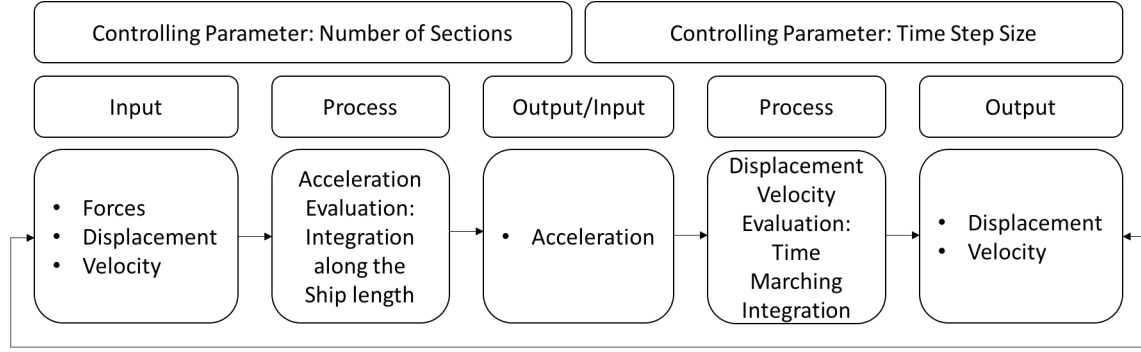 Controlling Parameter: Number of Sections
Controlling Parameter: Time Step Size
Input
Process
Output/Input
Process
Output
• Forces
• Displacement
• Velocity
Acceleration
Evaluation:
Integration
along the
Ship length
• Acceleration
Displacement
Velocity
Evaluation:
Time
Marching
Integration
• Displacement
• Velocity